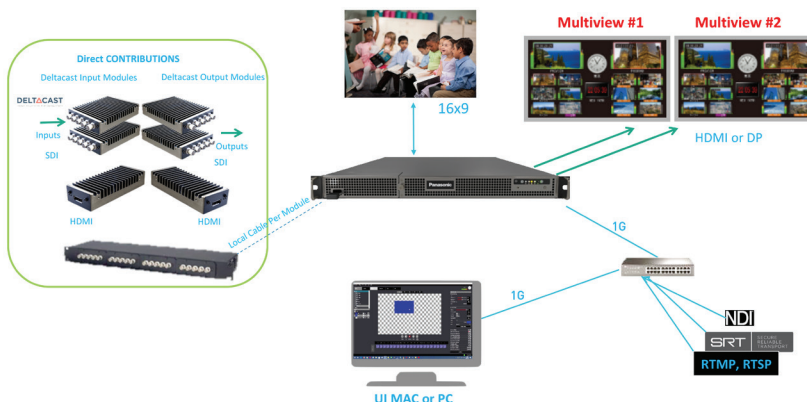 Direct CONTRIBUTIONS
Deltacast Input Modules
Deltacast Output Modules
DELTACAST
Inputs
SDI
Outputs
SDI
HDMI
HDMI
Local Cable Per Module
16x9
Multiview #1
Multiview #2
HDMI or DP
Panasonic
1G
1G
NDI
SRT
SECURE
RELIABLE
TRANSPORT
RTMP, RTSP
UI MAC or PC